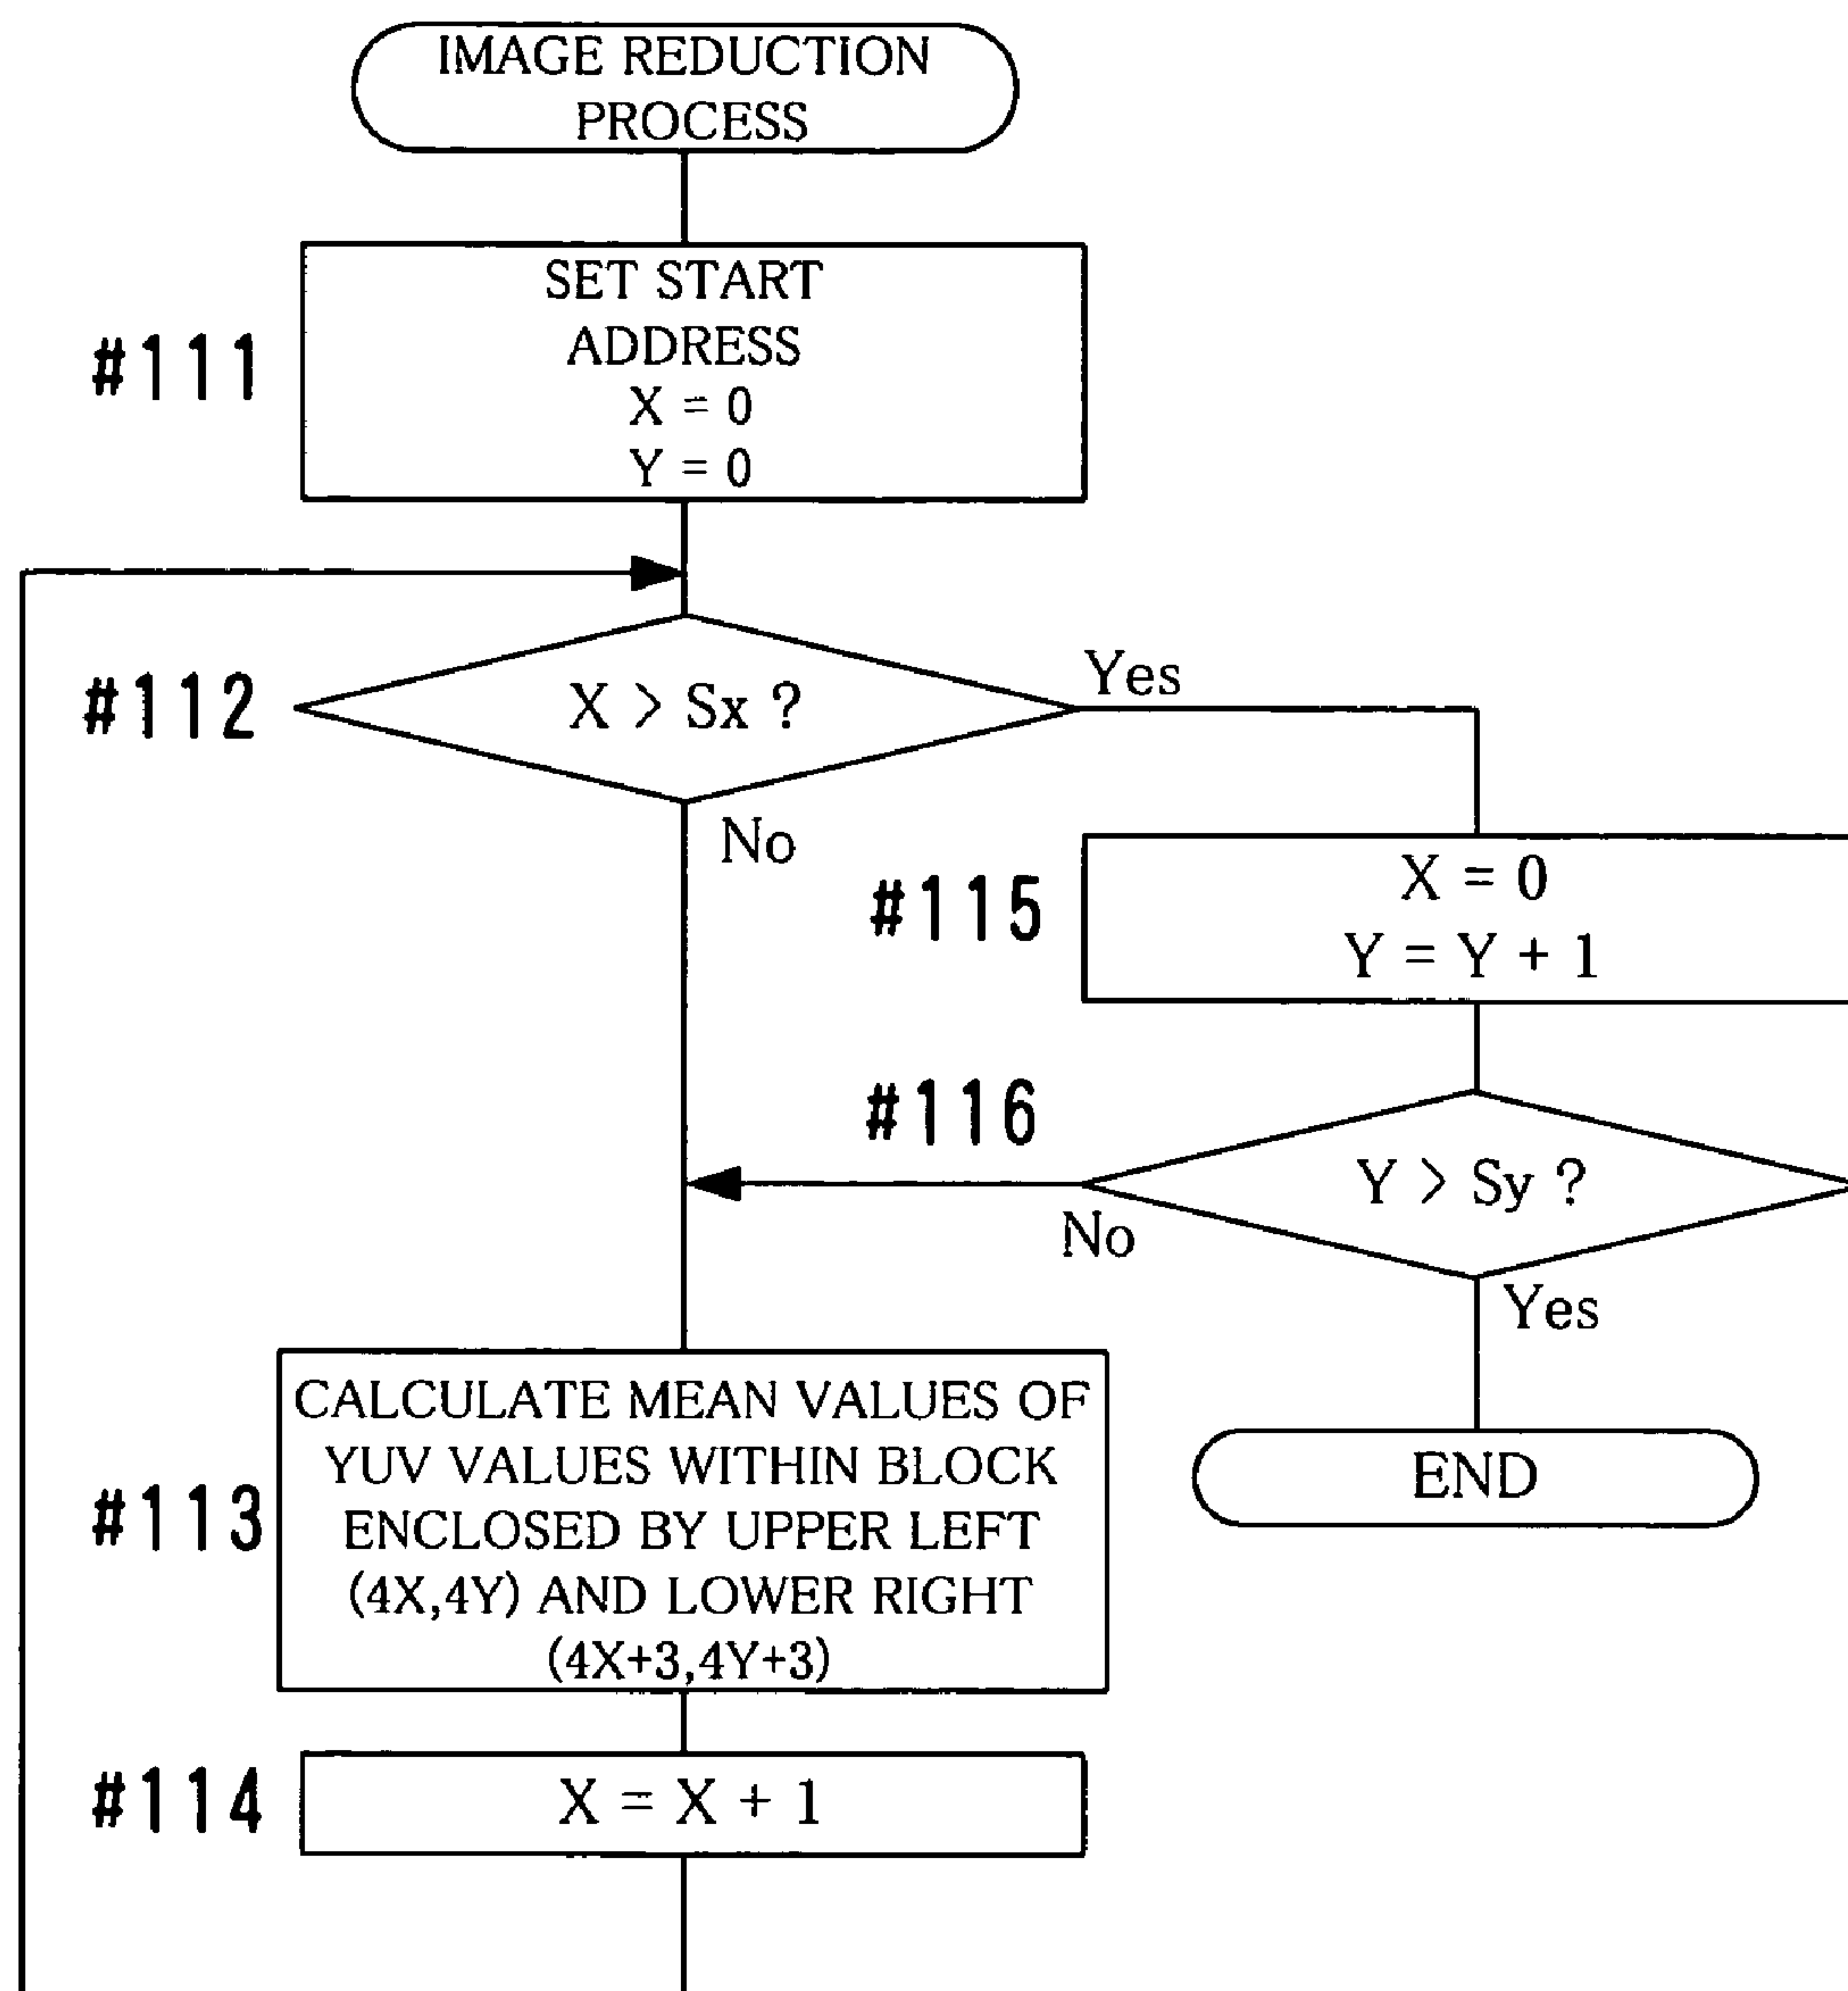 IMAGE REDUCTION
PROCESS
#111
SET START
ADDRESS
X = 0
Y = 0
#112
X > Sx ?
Yes
No
#115
X = 0
Y = Y + 1
#116
Y > Sy ?
No
Yes
END
#113
CALCULATE MEAN VALUES OF
YUV VALUES WITHIN BLOCK
ENCLOSED BY UPPER LEFT
(4X,4Y) AND LOWER RIGHT
(4X+3,4Y+3)
#114
X = X + 1